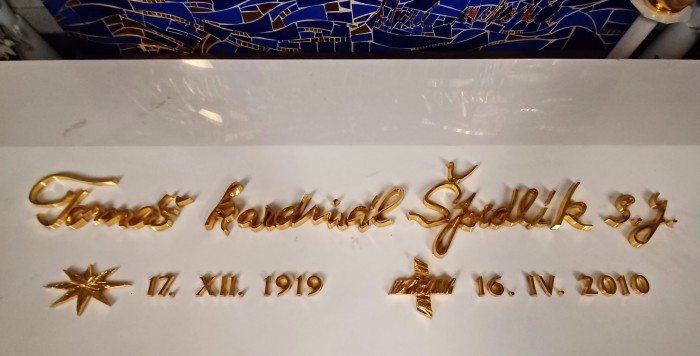 Tomáš kardinál Špidlík s.j.
17. XII. 1919 16. IV. 2010